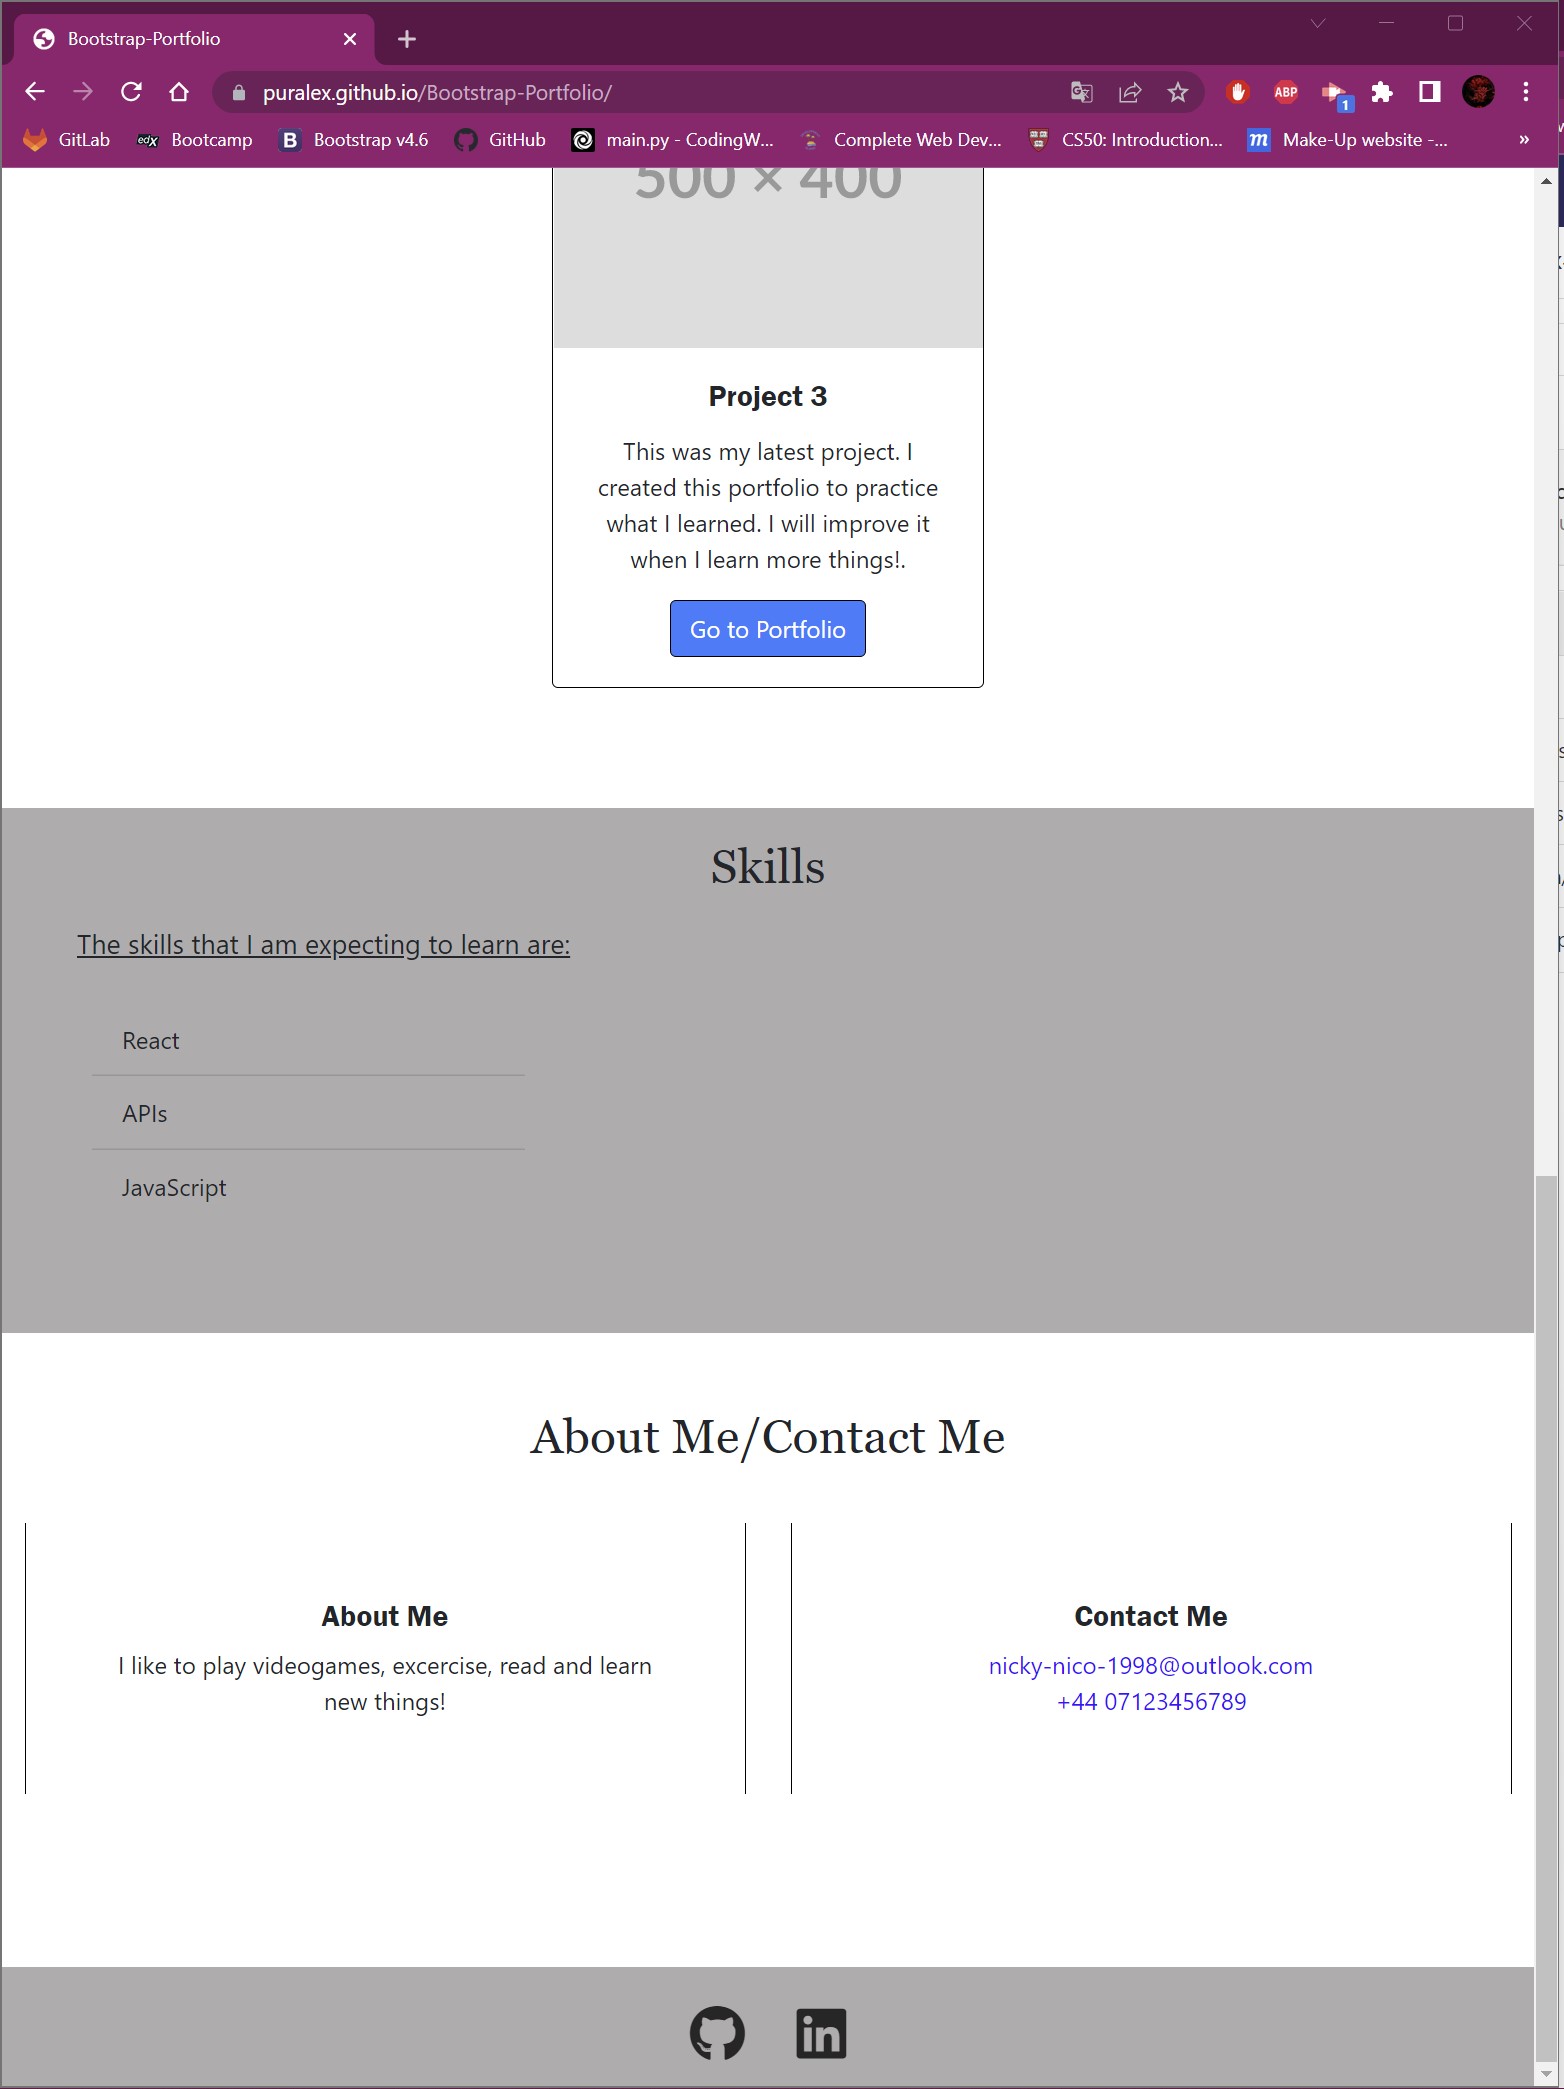 Bootstrap-Portfolio
puralex.github.io/Bootstrap-Portfolio/
ABP
1
GitLab
edX Bootcamp
B Bootstrap v4.6
GitHub
main.py - CodingW...
Complete Web Dev...
CS50: Introduction...
m Make-Up website -...
»
500 × 400
Project 3
This was my latest project. I
created this portfolio to practice
what I learned. I will improve it
when I learn more things!.
Go to Portfolio
Skills
The skills that I am expecting to learn are:
React
APIs
JavaScript
About Me/Contact Me
About Me
I like to play videogames, excercise, read and learn
new things!
Contact Me
nicky-nico-1998@outlook.com
+44 07123456789
in